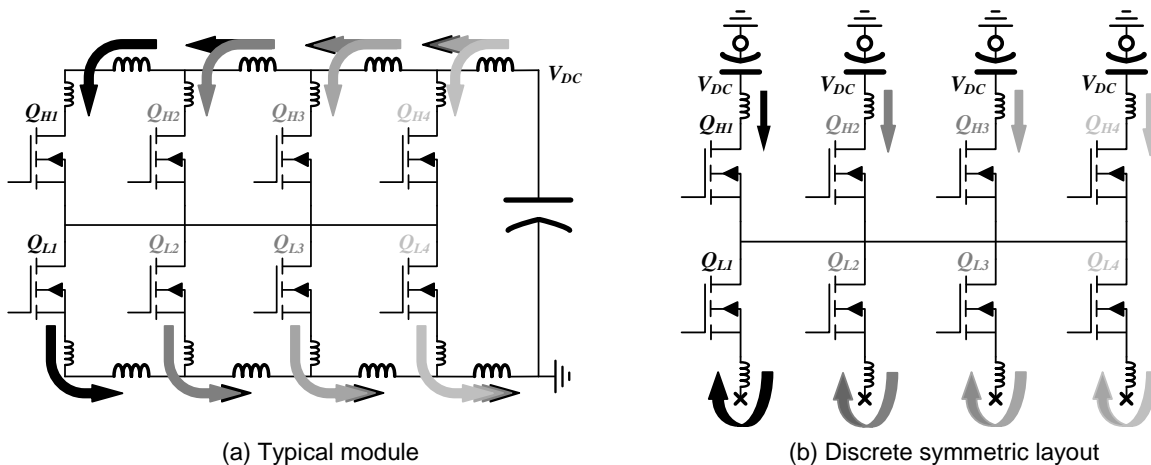 V_DC
Q_H1 Q_H2 Q_H3 Q_H4
Q_L1 Q_L2 Q_L3 Q_L4
(a) Typical module
V_DC V_DC V_DC V_DC
Q_H1 Q_H2 Q_H3 Q_H4
Q_L1 Q_L2 Q_L3 Q_L4
(b) Discrete symmetric layout